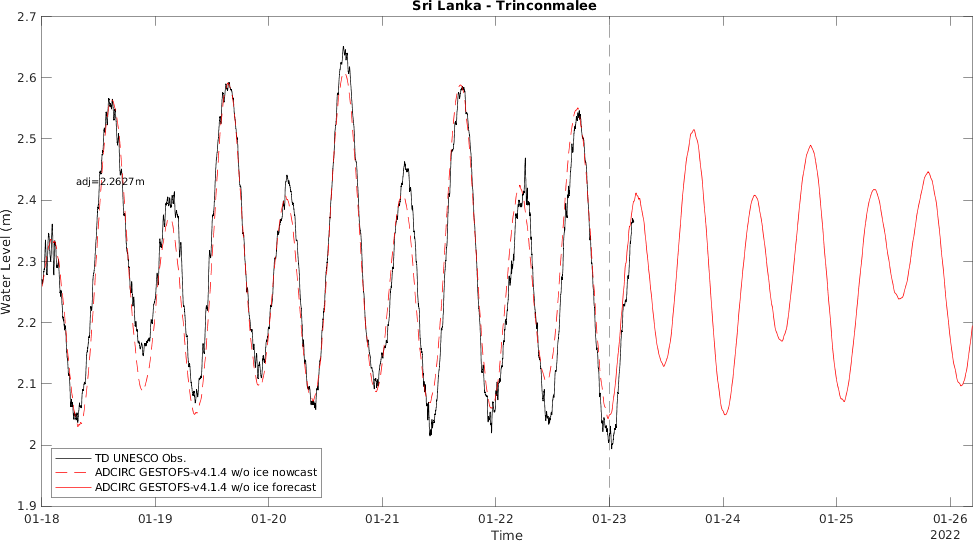 Sri Lanka - Trinconmalee
2.7
2.6
2.5
2.4
2.3
2.2
2.1
2
1.9
Water Level (m)
adj=2.2627m
TD UNESCO Obs.
ADCIRC GESTOFS-v4.1.4 w/o ice nowcast
ADCIRC GESTOFS-v4.1.4 w/o ice forecast
01-18 01-19 01-20 01-21 01-22 01-23 01-24 01-25 01-26
Time 2022